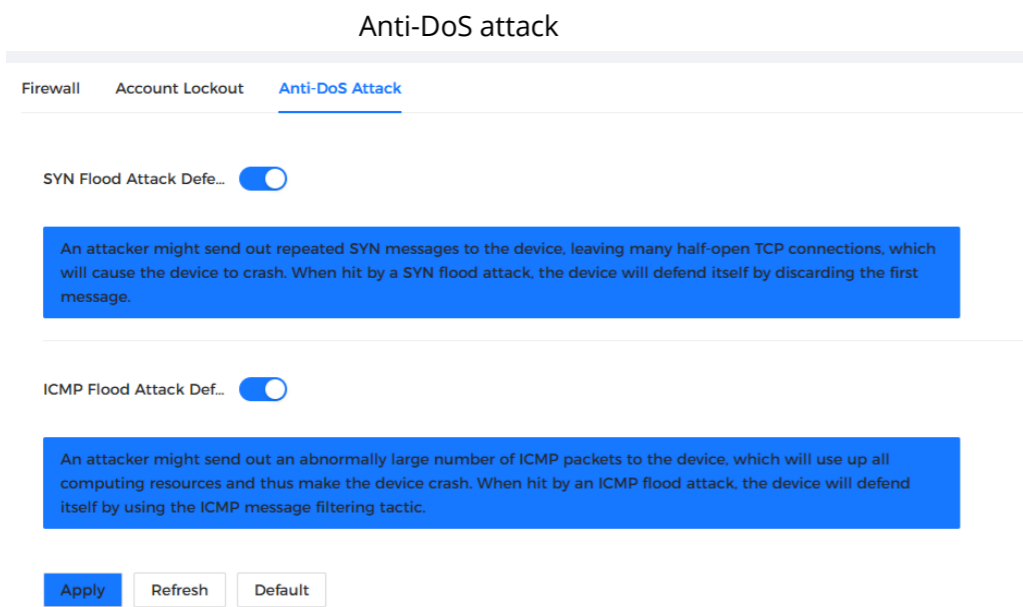 Anti-DoS attack
Firewall Account Lockout Anti-DoS Attack
SYN Flood Attack Defe...
An attacker might send out repeated SYN messages to the device, leaving many half-open TCP connections, which
will cause the device to crash. When hit by a SYN flood attack, the device will defend itself by discarding the first
message.
ICMP Flood Attack Def...
An attacker might send out an abnormally large number of ICMP packets to the device, which will use up all
computing resources and thus make the device crash. When hit by an ICMP flood attack, the device will defend
itself by using the ICMP message filtering tactic.
Apply Refresh Default